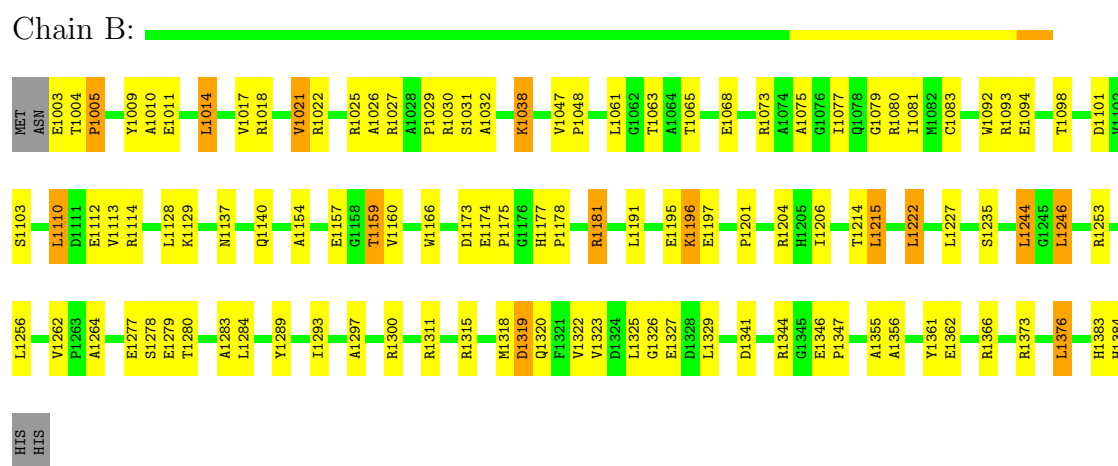 Chain B:
MET ASN E1003 T1004 P1005 Y1009 A1010 E1011 L1014 V1017 R1018 V1021 R1022 R1025 A1026 R1027 A1028 P1029 R1030 S1031 A1032 K1038 V1047 P1048 L1061 G1062 T1063 A1064 T1065 E1068 R1073 A1074 A1075 G1076 I1077 Q1078 G1079 R1080 I1081 M1082 C1083 W1092 R1093 E1094 T1098 D1101
S1103 L1110 D1111 E1112 V1113 R1114 L1128 K1129 N1137 Q1140 A1154 E1157 G1158 T1159 V1160 W1166 D1173 E1174 P1175 G1176 H1177 P1178 R1181 L1191 E1195 K1196 E1197 P1201 R1204 H1205 I1206 T1214 L1215 L1222 L1227 S1235 L1244 G1245 L1246 R1253
L1256 V1262 P1263 A1264 E1277 S1278 E1279 T1280 A1283 L1284 Y1289 I1293 A1297 R1300 R1311 R1315 M1318 D1319 Q1320 F1321 V1322 V1323 D1324 L1325 G1326 E1327 D1328 L1329 D1341 R1344 G1345 E1346 P1347 A1355 A1356 Y1361 E1362 R1366 R1373 L1376 H1383 H1384
HIS HIS